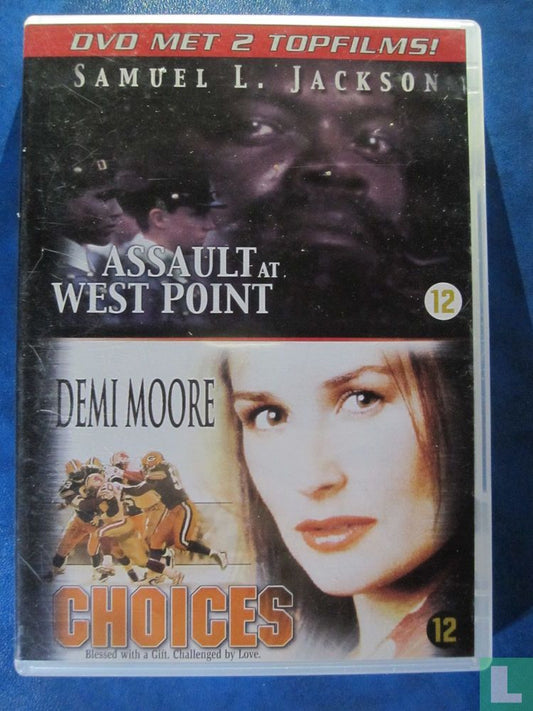 DVD MET 2 TOPFILMS!
SAMUEL L. JACKSON
ASSAULT AT
WEST POINT
12
DEMI MOORE
CHOICES
Blessed with a Gift. Challenged by Love.
12
L